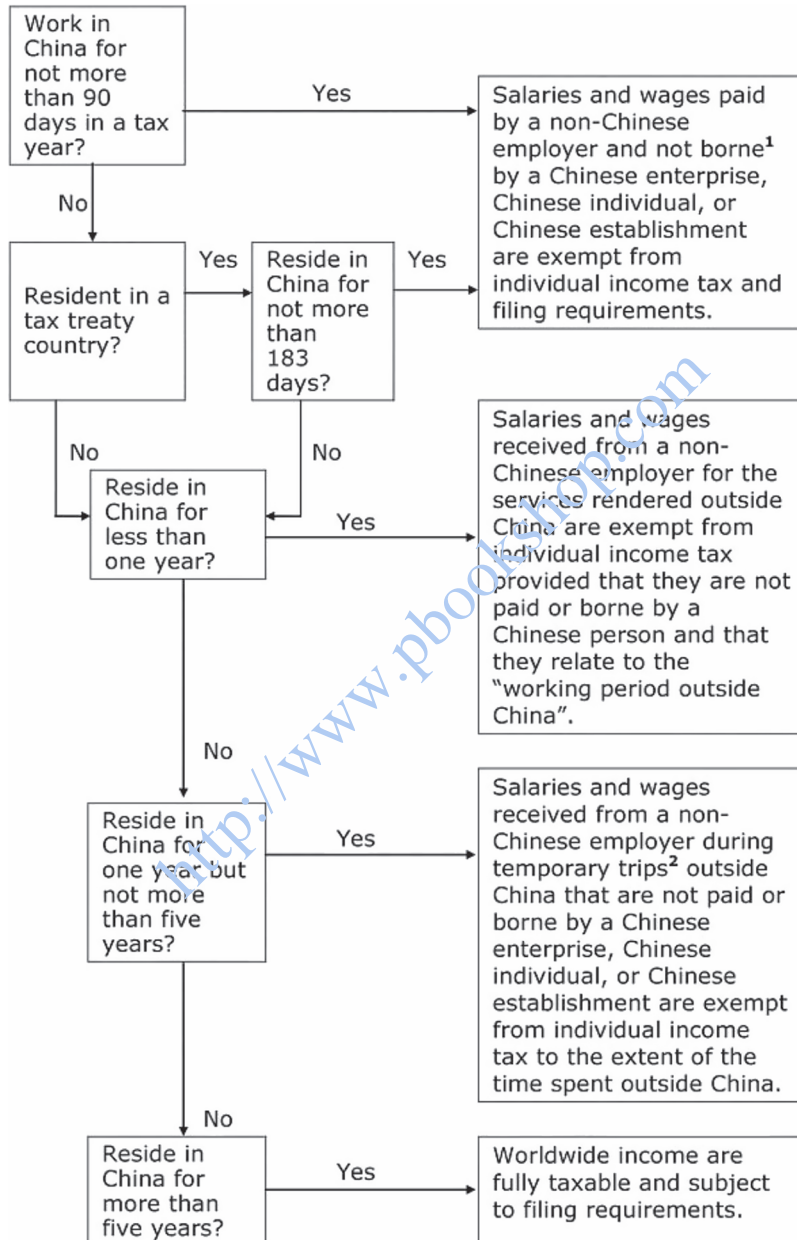 Work in
China for
not more
than 90
days in a tax
year?
Yes
Salaries and wages paid
by a non-Chinese
employer and not borne¹
by a Chinese enterprise,
Chinese individual, or
Chinese establishment
are exempt from
individual income tax and
filing requirements.
No
Resident in a
tax treaty
country?
Yes
Reside in
China for
not more
than
183
days?
Yes
No
No
Reside in
China for
less than
one year?
Yes
Salaries and wages
received from a non-
Chinese employer for the
services rendered outside
China are exempt from
individual income tax
provided that they are not
paid or borne by a
Chinese person and that
they relate to the
“working period outside
China”.
No
Reside in
China for
one year but
not more
than five
years?
Yes
Salaries and wages
received from a non-
Chinese employer during
temporary trips² outside
China that are not paid or
borne by a Chinese
enterprise, Chinese
individual, or Chinese
establishment are exempt
from individual income
tax to the extent of the
time spent outside China.
No
Reside in
China for
more than
five years?
Yes
Worldwide income are
fully taxable and subject
to filing requirements.
http://www.pbookshop.com